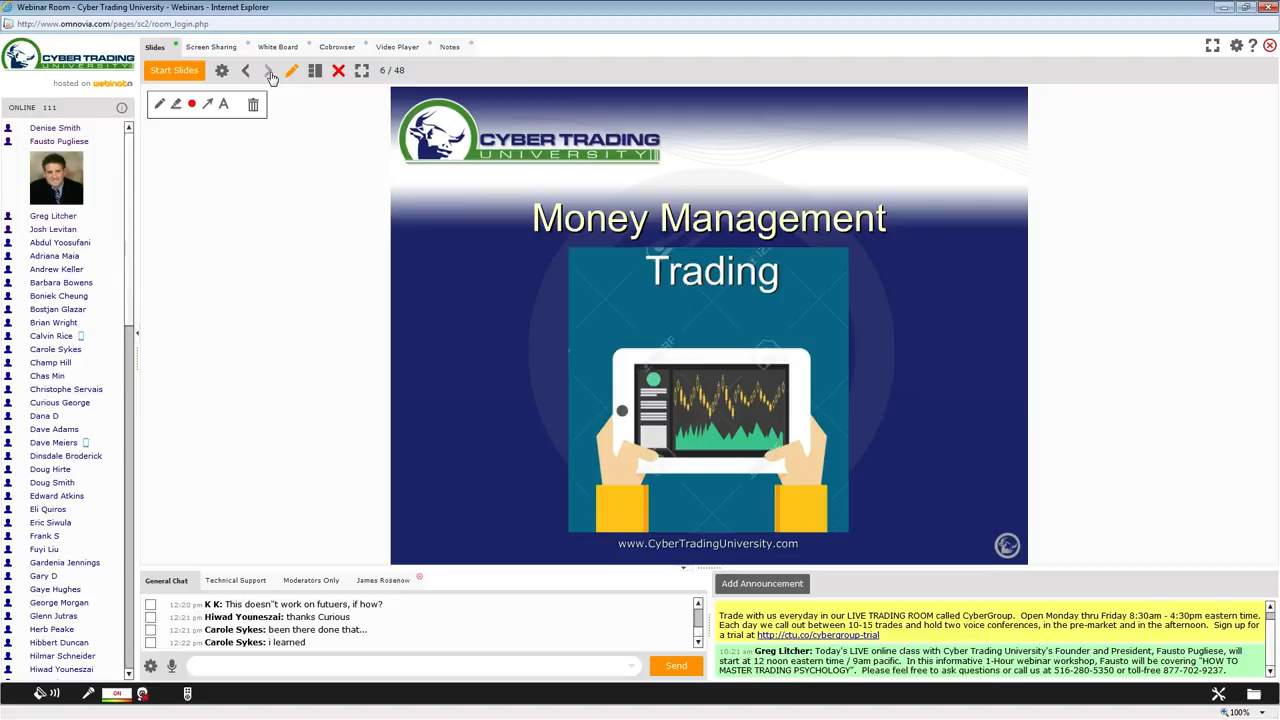 Webinar Room - Cyber Trading University - Webinars - Internet Explorer
http://www.omnovia.com/pages/sc2/room_login.php
CYBER TRADING
UNIVERSITY
hosted on webinato
Slides
Screen Sharing
White Board
Cobrowser
Video Player
Notes
Start Slides
6 / 48
A
ONLINE 111
Denise Smith
Fausto Pugliese
Greg Litcher
Josh Levitan
Abdul Yoosufani
Adriana Maia
Andrew Keller
Barbara Bowens
Boniek Cheung
Bostjan Glazar
Brian Wright
Calvin Rice
Carole Sykes
Champ Hill
Chas Min
Christophe Servais
Curious George
Dana D
Dave Adams
Dave Meiers
Dinsdale Broderick
Doug Hirte
Doug Smith
Edward Atkins
Eli Quiros
Eric Siwula
Frank S
Fuyi Liu
Gardenia Jennings
Gary D
Gaye Hughes
George Morgan
Glenn Jutras
Herb Peake
Hibbert Duncan
Hilmar Schneider
Hiwad Youneszai
CYBER TRADING
UNIVERSITY
Money Management
Trading
www.CyberTradingUniversity.com
General Chat
Technical Support
Moderators Only
James Rosenow
12:20 pm K K: This doesn"t work on futuers, if how?
12:21 pm Hiwad Youneszai: thanks Curious
12:21 pm Carole Sykes: been there done that...
12:22 pm Carole Sykes: i learned
Send
Add Announcement
Trade with us everyday in our LIVE TRADING ROOM called CyberGroup. Open Monday thru Friday 8:30am - 4:30pm eastern time.
Each day we call out between 10-15 trades and hold two voice conferences, in the pre-market and in the afternoon. Sign up for
a trial at http://ctu.co/cybergroup-trial
10:21 am Greg Litcher: Today's LIVE online class with Cyber Trading University's Founder and President, Fausto Pugliese, will
start at 12 noon eastern time / 9am pacific. In this informative 1-Hour webinar workshop, Fausto will be covering "HOW TO
MASTER TRADING PSYCHOLOGY". Please feel free to ask questions or call us at 516-280-5350 or toll-free 877-702-9237.
ON
100%